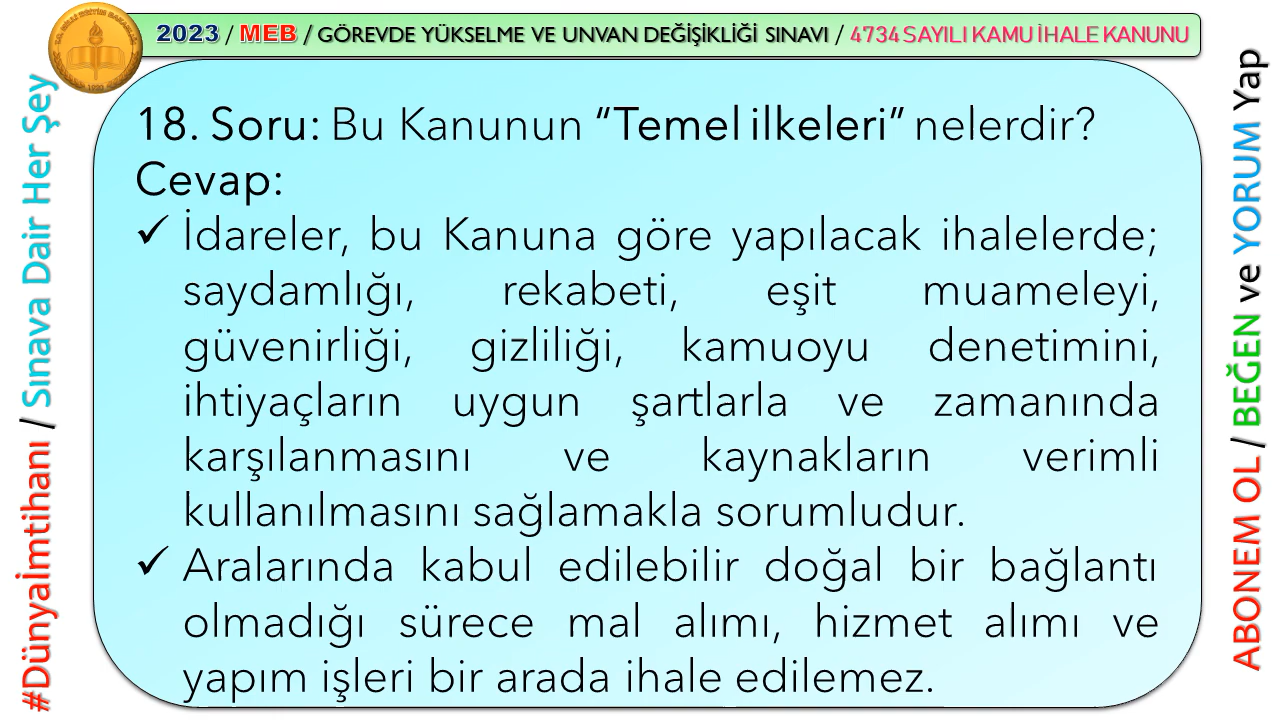 2023 / MEB / GÖREVDE YÜKSELME VE UNVAN DEĞİŞİKLİĞİ SINAVI / 4734 SAYILI KAMU İHALE KANUNU
#Dünyaİmtihanı / Sınava Dair Her Şey
18. Soru: Bu Kanunun “Temel ilkeleri” nelerdir?
Cevap:
✓ İdareler, bu Kanuna göre yapılacak ihalelerde;
saydamlığı, rekabeti, eşit muameleyi,
güvenirliği, gizliliği, kamuoyu denetimini,
ihtiyaçların uygun şartlarla ve zamanında
karşılanmasını ve kaynakların verimli
kullanılmasını sağlamakla sorumludur.
✓ Aralarında kabul edilebilir doğal bir bağlantı
olmadığı sürece mal alımı, hizmet alımı ve
yapım işleri bir arada ihale edilemez.
ABONEM OL / BEĞEN ve YORUM Yap